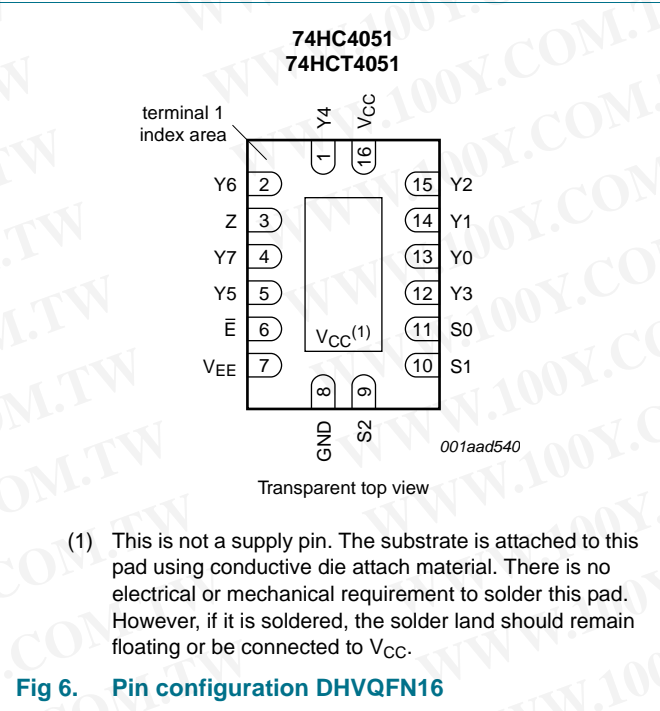 74HC4051
74HCT4051
terminal 1
index area
Y4
VCC
1
16
Y6 2
15 Y2
Z 3
14 Y1
Y7 4
13 Y0
Y5 5
12 Y3
E̅ 6
11 S0
VCC(1)
VEE 7
10 S1
8
9
GND
S2
001aad540
Transparent top view
(1) This is not a supply pin. The substrate is attached to this
pad using conductive die attach material. There is no
electrical or mechanical requirement to solder this pad.
However, if it is soldered, the solder land should remain
floating or be connected to VCC.
Fig 6. Pin configuration DHVQFN16
WWW.100Y.COM.TW